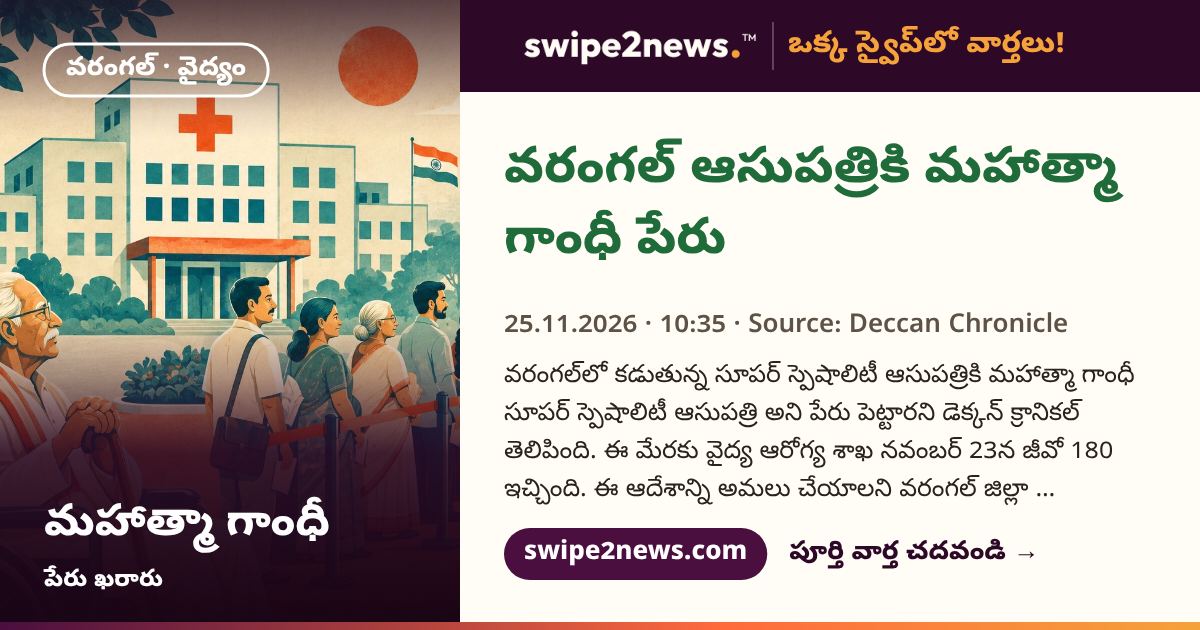 వరంగల్ · వైద్యం
మహాత్మా గాంధీ
పేరు ఖరారు
swipe2news.™
ఒక్క స్వైప్‌లో వార్తలు!
వరంగల్ ఆసుపత్రికి మహాత్మా
గాంధీ పేరు
25.11.2026 · 10:35 · Source: Deccan Chronicle
వరంగల్‌లో కడుతున్న సూపర్ స్పెషాలిటీ ఆసుపత్రికి మహాత్మా గాంధీ
సూపర్ స్పెషాలిటీ ఆసుపత్రి అని పేరు పెట్టారని డెక్కన్ క్రానికల్
తెలిపింది. ఈ మేరకు వైద్య ఆరోగ్య శాఖ నవంబర్ 23న జీవో 180
ఇచ్చింది. ఈ ఆదేశాన్ని అమలు చేయాలని వరంగల్ జిల్లా ...
swipe2news.com
పూర్తి వార్త చదవండి →